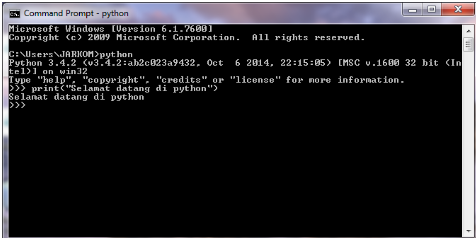 Command Prompt - python
Microsoft Windows [Version 6.1.7600]
Copyright (c) 2009 Microsoft Corporation.  All rights reserved.
C:\Users\JARKOM>python
Python 3.4.2 (v3.4.2:ab2c023a9432, Oct  6 2014, 22:15:05) [MSC v.1600 32 bit (In
tel)] on win32
Type "help", "copyright", "credits" or "license" for more information.
>>> print("Selamat datang di python")
Selamat datang di python
>>>